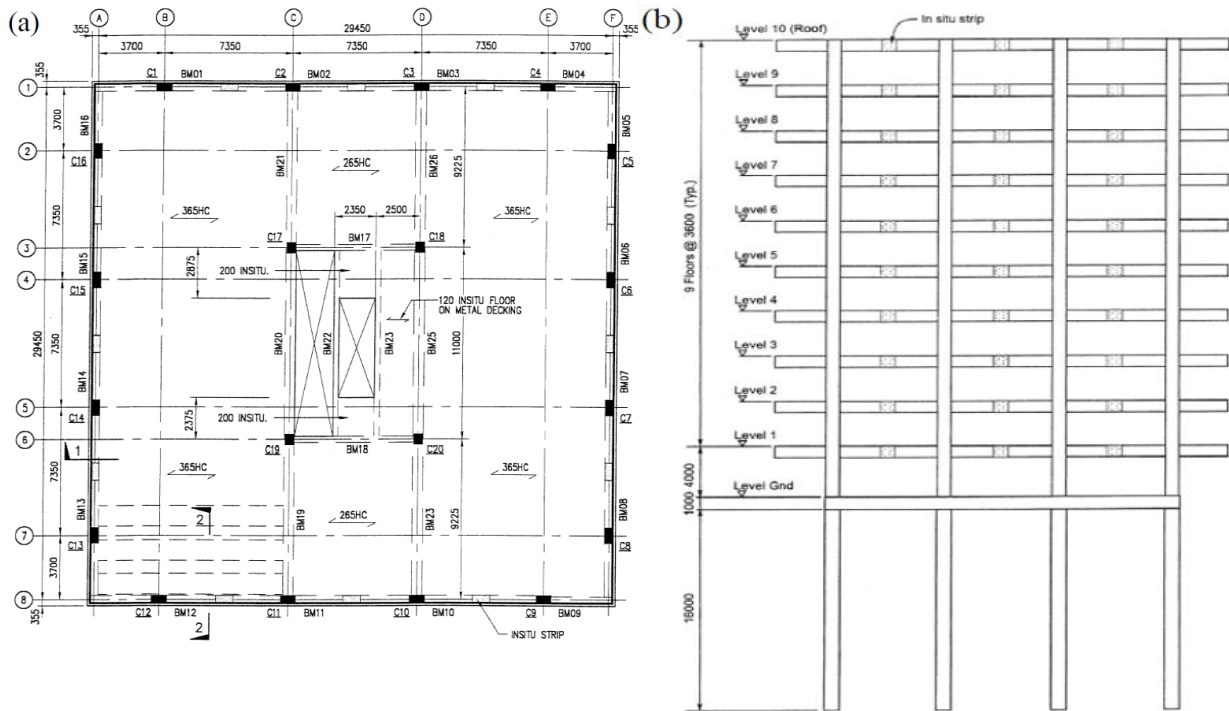 (a)
A B C D E F
355 29450 355
3700 7350 7350 7350 3700
355
C1 BM01 C2 BM02 C3 BM03 C4 BM04
1
3700
BM16 BM05
2
C16 C5
BM21 BM26
265HC
9225
7350
365HC 365HC
2350 2500
C17 C18
3 BM17
BM15 BM06
2875
200 INSITU.
4
C15 C6
120 INSITU FLOOR
ON METAL DECKING
29450
7350
BM20 BM22 BM23 BM25 11000
BM14 BM07
2375
200 INSITU.
5
C14 C7
6
C19 BM18 C20
1
7350
365HC 365HC
BM13 BM19 BM23 BM08
2
265HC
9225
7
C13 C8
3700
8
355
C12 BM12 C11 BM11 C10 BM10 C9 BM09
2
INSITU STRIP
(b)
In situ strip
Level 10 (Roof)
Level 9
Level 8
Level 7
Level 6
Level 5
Level 4
Level 3
Level 2
Level 1
Level Gnd
9 Floors @ 3600 (Typ.)
4000
1000
16000